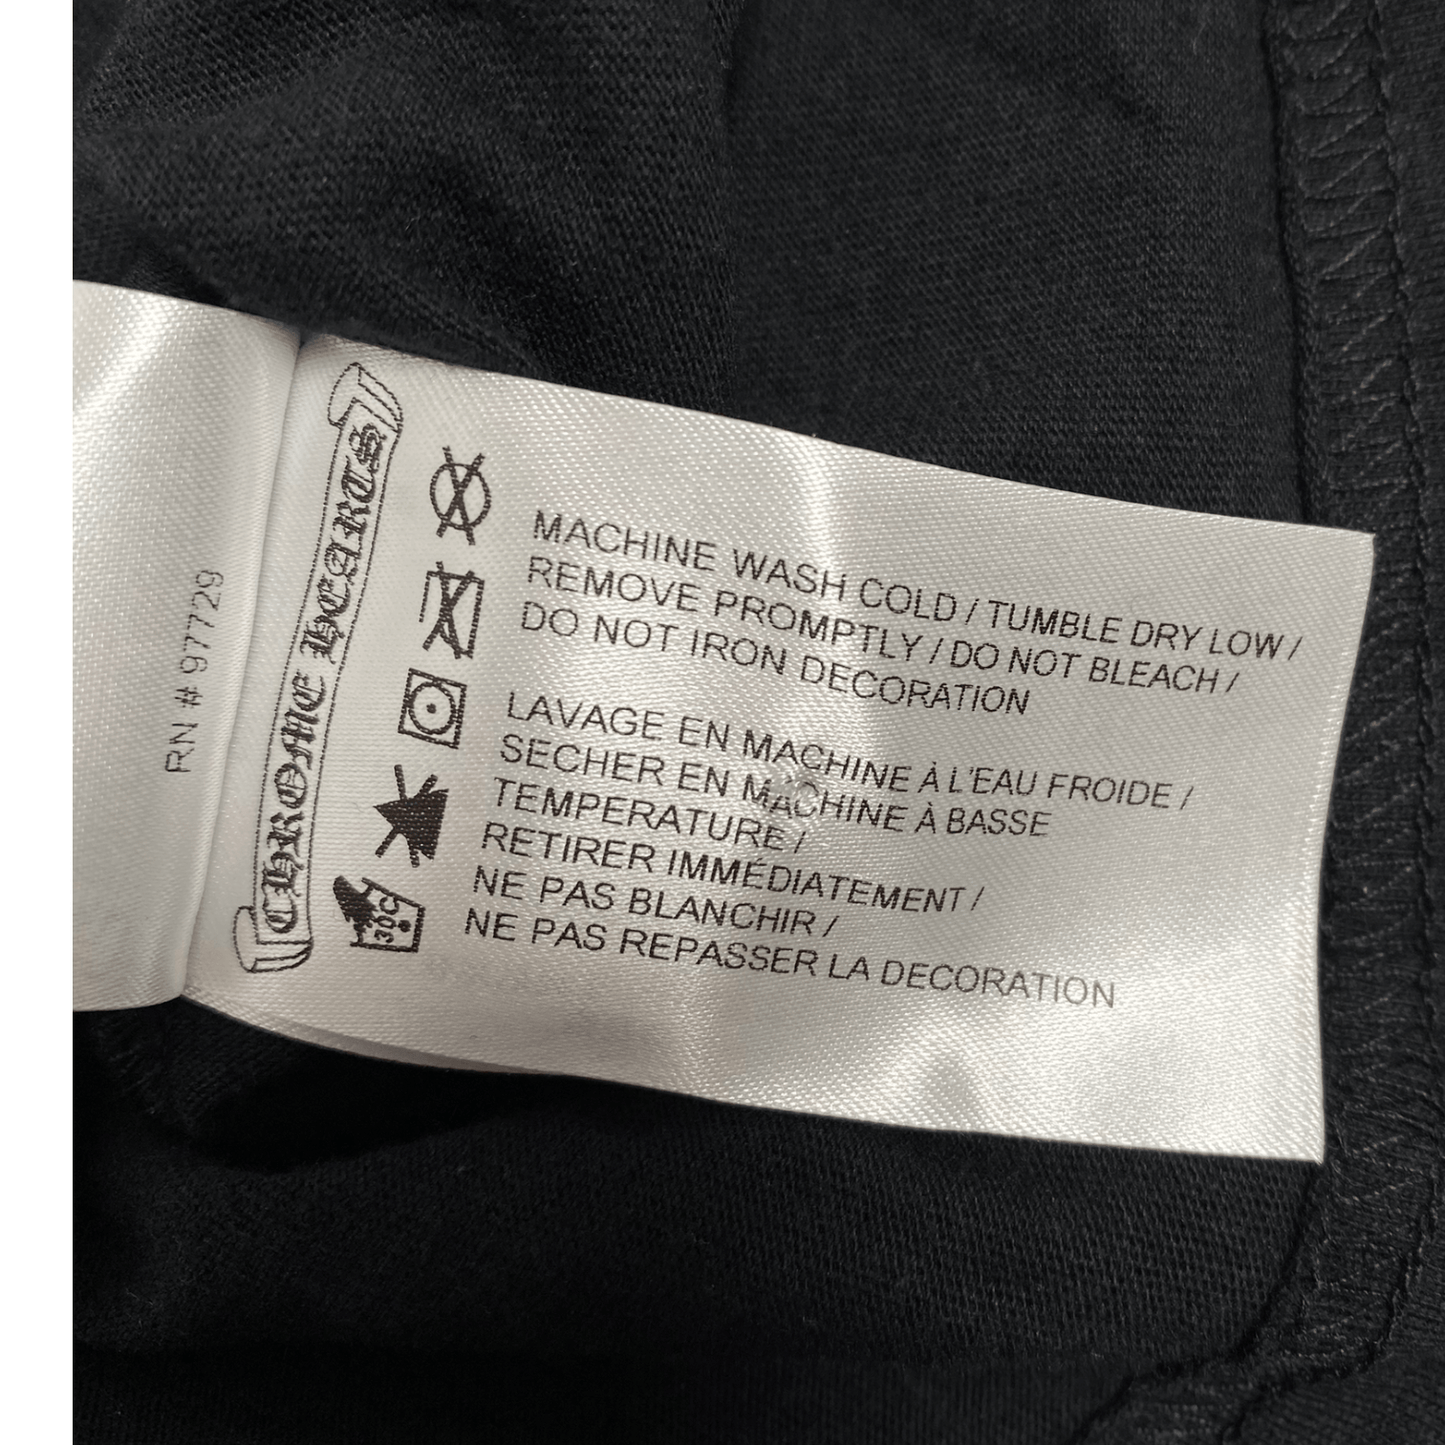 RN # 97729
CHROME HEARTS
A
30C
MACHINE WASH COLD / TUMBLE DRY LOW /
REMOVE PROMPTLY / DO NOT BLEACH /
DO NOT IRON DECORATION
LAVAGE EN MACHINE À L'EAU FROIDE /
SECHER EN MACHINE À BASSE
TEMPERATURE /
RETIRER IMMÉDIATEMENT /
NE PAS BLANCHIR /
NE PAS REPASSER LA DECORATION